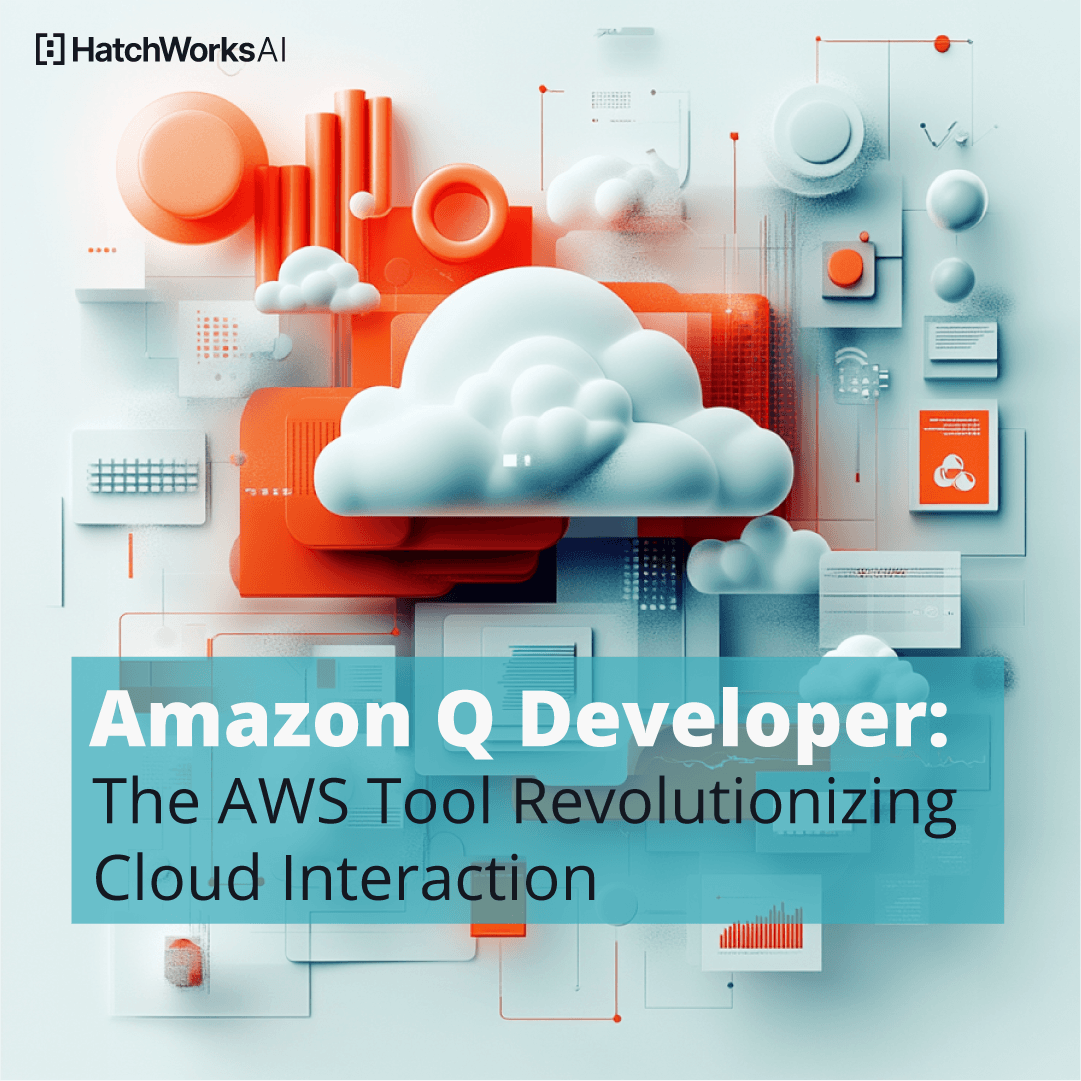 HatchWorksAI
Amazon Q Developer:
The AWS Tool Revolutionizing
Cloud Interaction